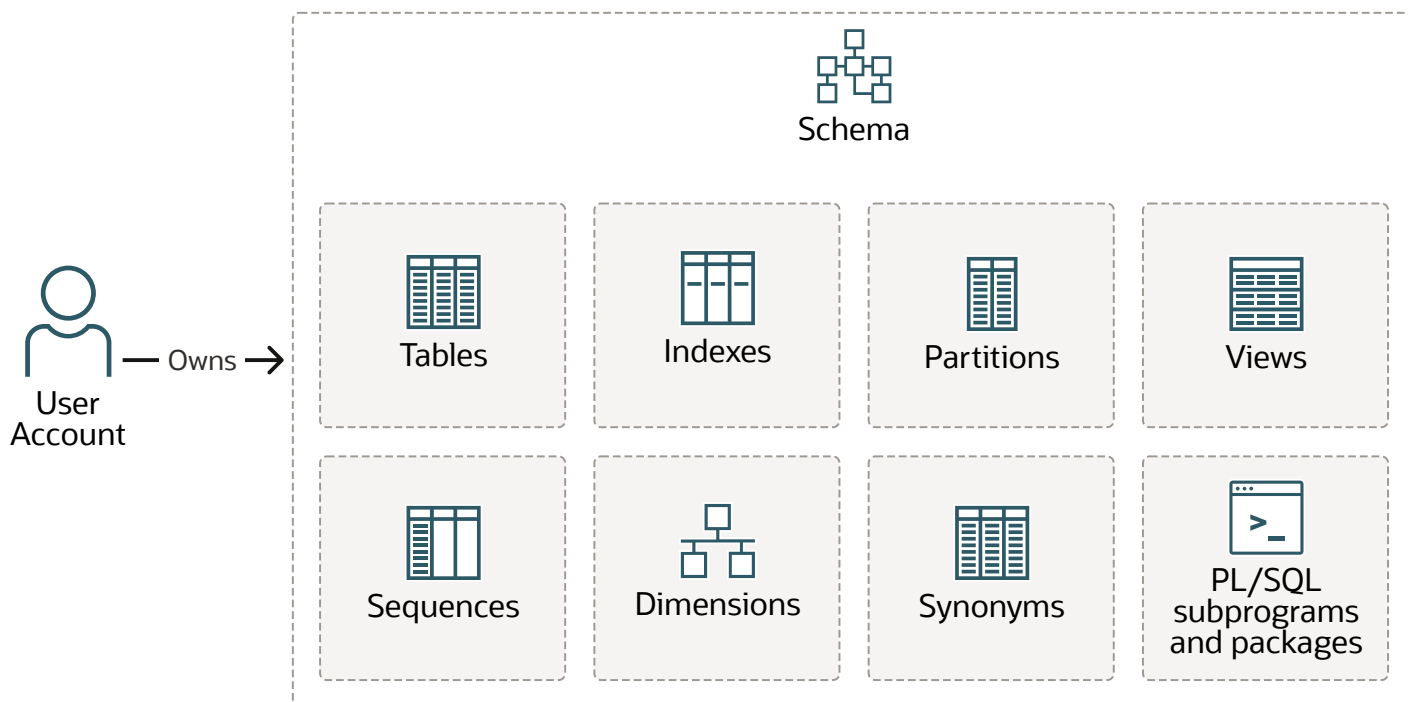 Schema
User
Account
Owns
Tables
Indexes
Partitions
Views
Sequences
Dimensions
Synonyms
PL/SQL
subprograms
and packages